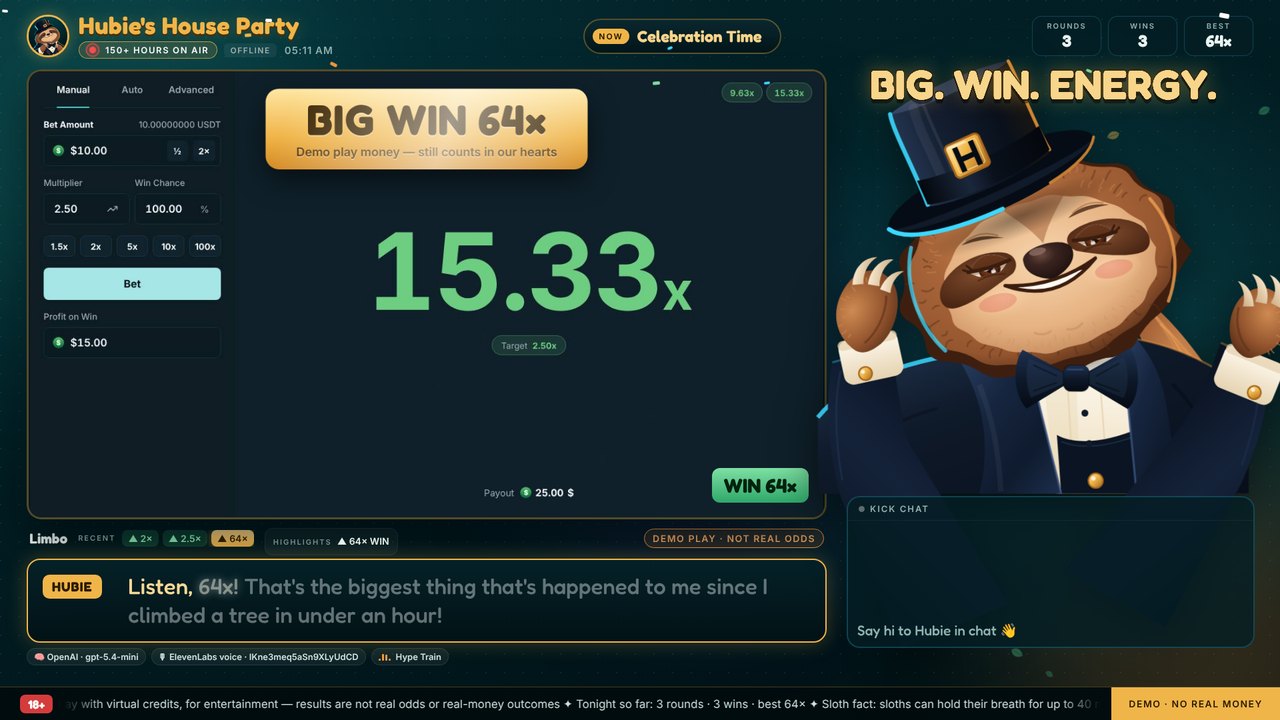 Hubie's House Party
150+ HOURS ON AIR OFFLINE 05:11 AM
NOW Celebration Time
ROUNDS 3
WINS 3
BEST 64×
BIG. WIN. ENERGY.
H
Manual Auto Advanced
Bet Amount 10.00000000 USDT
$ $10.00 ½ 2×
Multiplier Win Chance
2.50 100.00 %
1.5x 2x 5x 10x 100x
Bet
Profit on Win
$ $15.00
9.63x 15.33x
BIG WIN 64×
Demo play money — still counts in our hearts
15.33x
Target 2.50x
Payout $ 25.00 $
WIN 64×
Limbo RECENT ▲ 2× ▲ 2.5× ▲ 64× HIGHLIGHTS ▲ 64× WIN
DEMO PLAY · NOT REAL ODDS
HUBIE
Listen, 64x! That's the biggest thing that's happened to me since I
climbed a tree in under an hour!
🧠 OpenAI · gpt-5.4-mini 🎙 ElevenLabs voice · IKne3meq5aSn9XLyUdCD Hype Train
KICK CHAT
Say hi to Hubie in chat 👋
18+ ay with virtual credits, for entertainment — results are not real odds or real-money outcomes ✦ Tonight so far: 3 rounds · 3 wins · best 64× ✦ Sloth fact: sloths can hold their breath for up to 40
DEMO · NO REAL MONEY